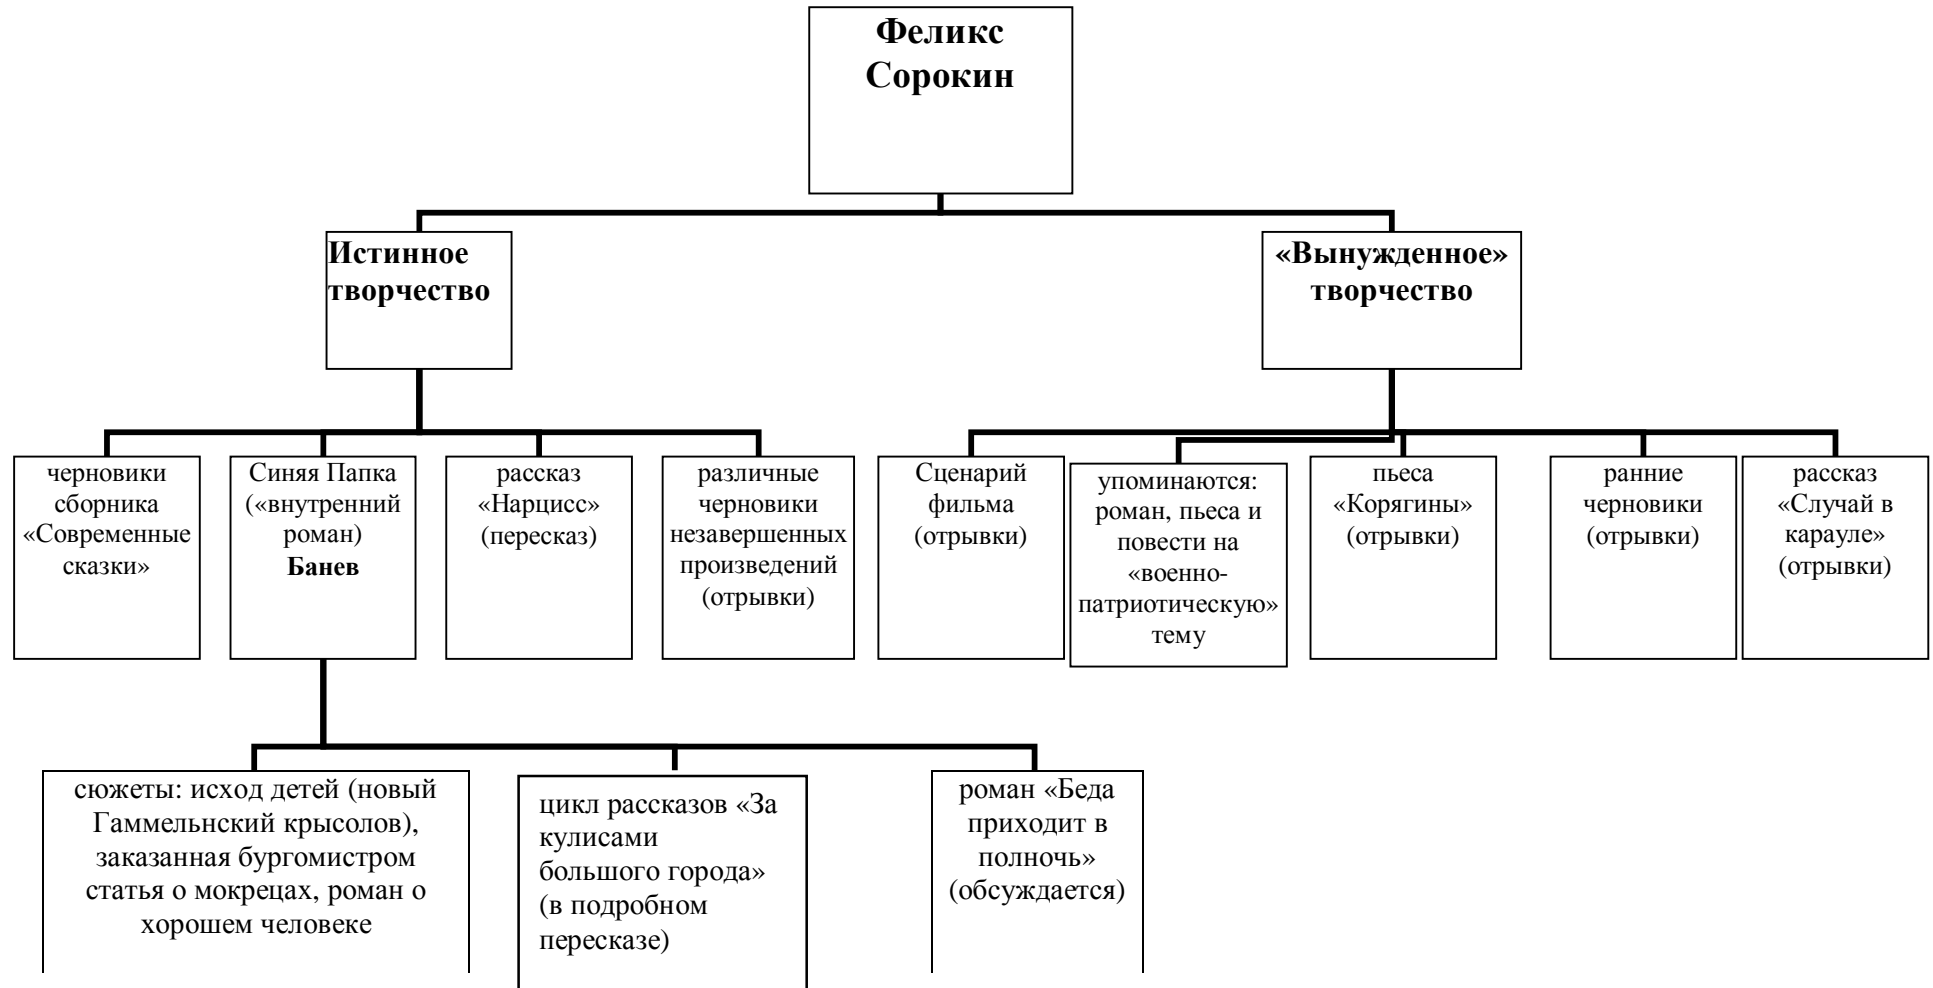 Феликс
Сорокин
Истинное
творчество
«Вынужденное»
творчество
черновики
сборника
«Современные
сказки»
Синяя Папка
(«внутренний
роман)
Банев
рассказ
«Нарцисс»
(пересказ)
различные
черновики
незавершенных
произведений
(отрывки)
Сценарий
фильма
(отрывки)
упоминаются:
роман, пьеса и
повести на
«военно-
патриотическую»
тему
пьеса
«Корягины»
(отрывки)
ранние
черновики
(отрывки)
рассказ
«Случай в
карауле»
(отрывки)
сюжеты: исход детей (новый
Гаммельнский крысолов),
заказанная бургомистром
статья о мокрецах, роман о
хорошем человеке
цикл рассказов «За
кулисами
большого города»
(в подробном
пересказе)
роман «Беда
приходит в
полночь»
(обсуждается)